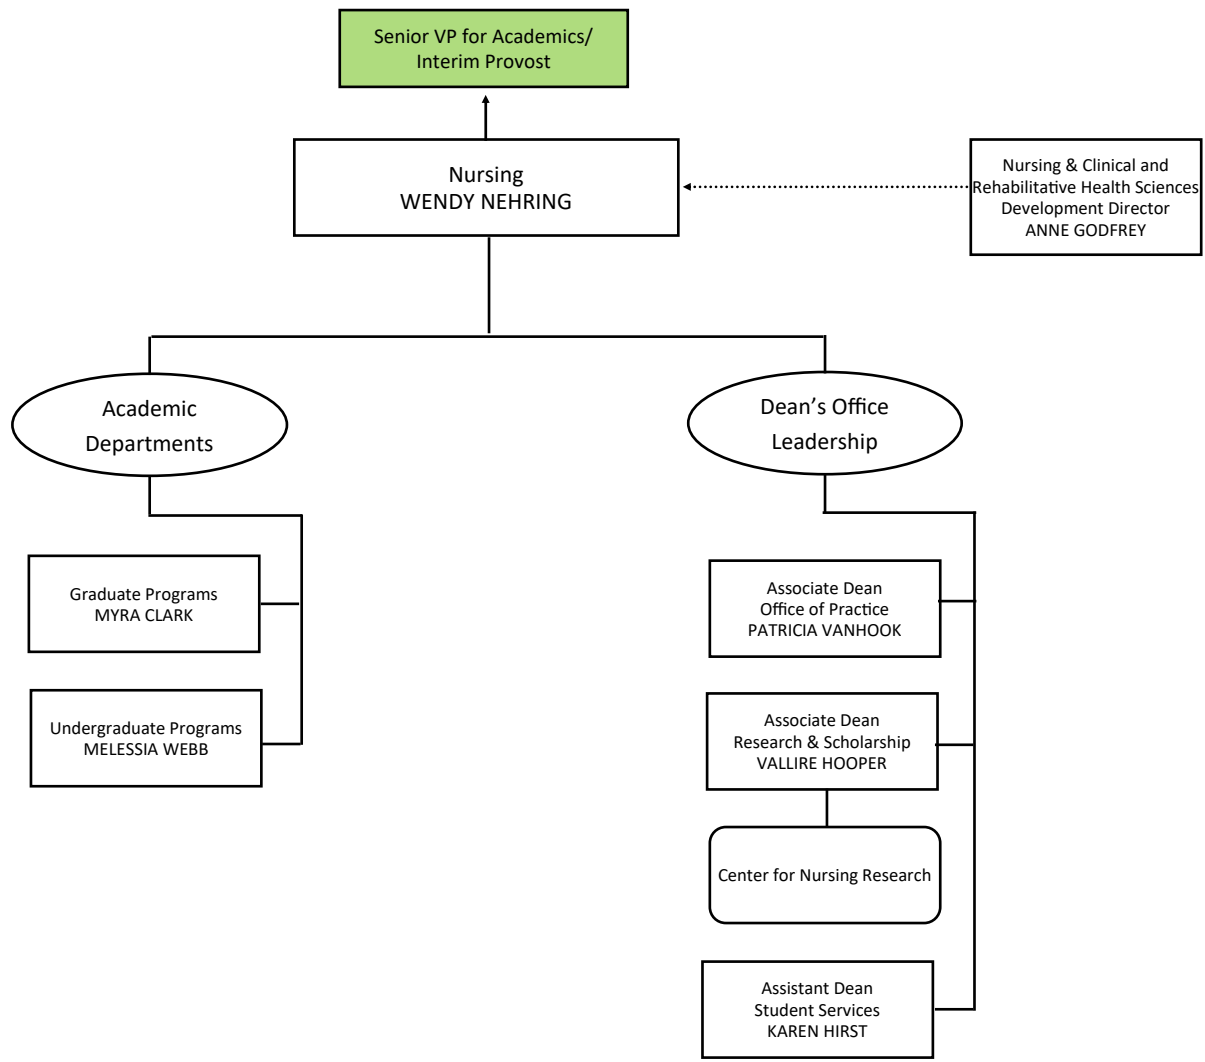 Senior VP for Academics/
Interim Provost
Nursing
WENDY NEHRING
Nursing & Clinical and
Rehabilitative Health Sciences
Development Director
ANNE GODFREY
Academic
Departments
Dean’s Office
Leadership
Graduate Programs
MYRA CLARK
Undergraduate Programs
MELESSIA WEBB
Associate Dean
Office of Practice
PATRICIA VANHOOK
Associate Dean
Research & Scholarship
VALLIRE HOOPER
Center for Nursing Research
Assistant Dean
Student Services
KAREN HIRST